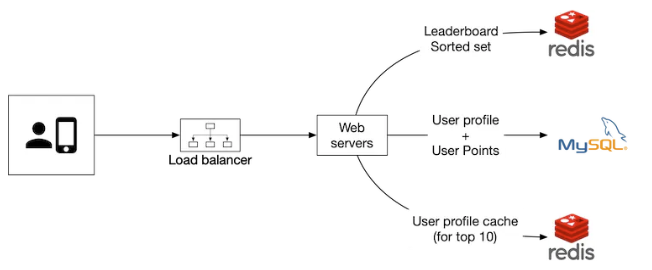 Leaderboard
Sorted set
redis
Load balancer
Web
servers
User profile
+
User Points
MySQL
User profile cache
(for top 10)
redis